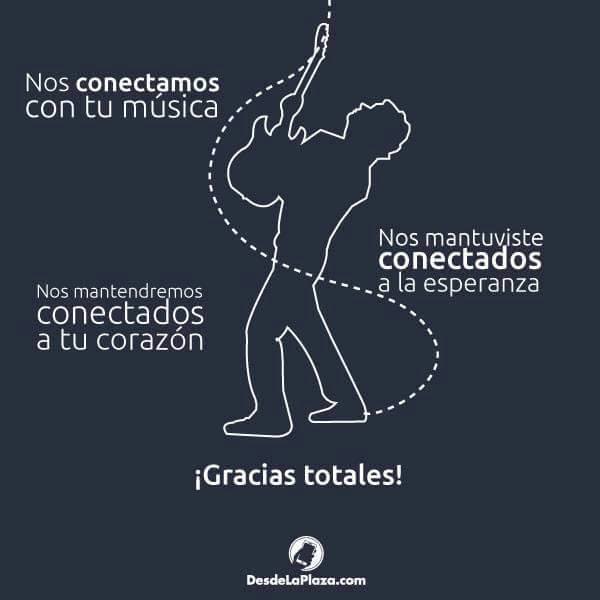 Nos conectamos
con tu música
Nos mantuviste
conectados
a la esperanza
Nos mantendremos
conectados
a tu corazón
¡Gracias totales!
DesdeLaPlaza.com